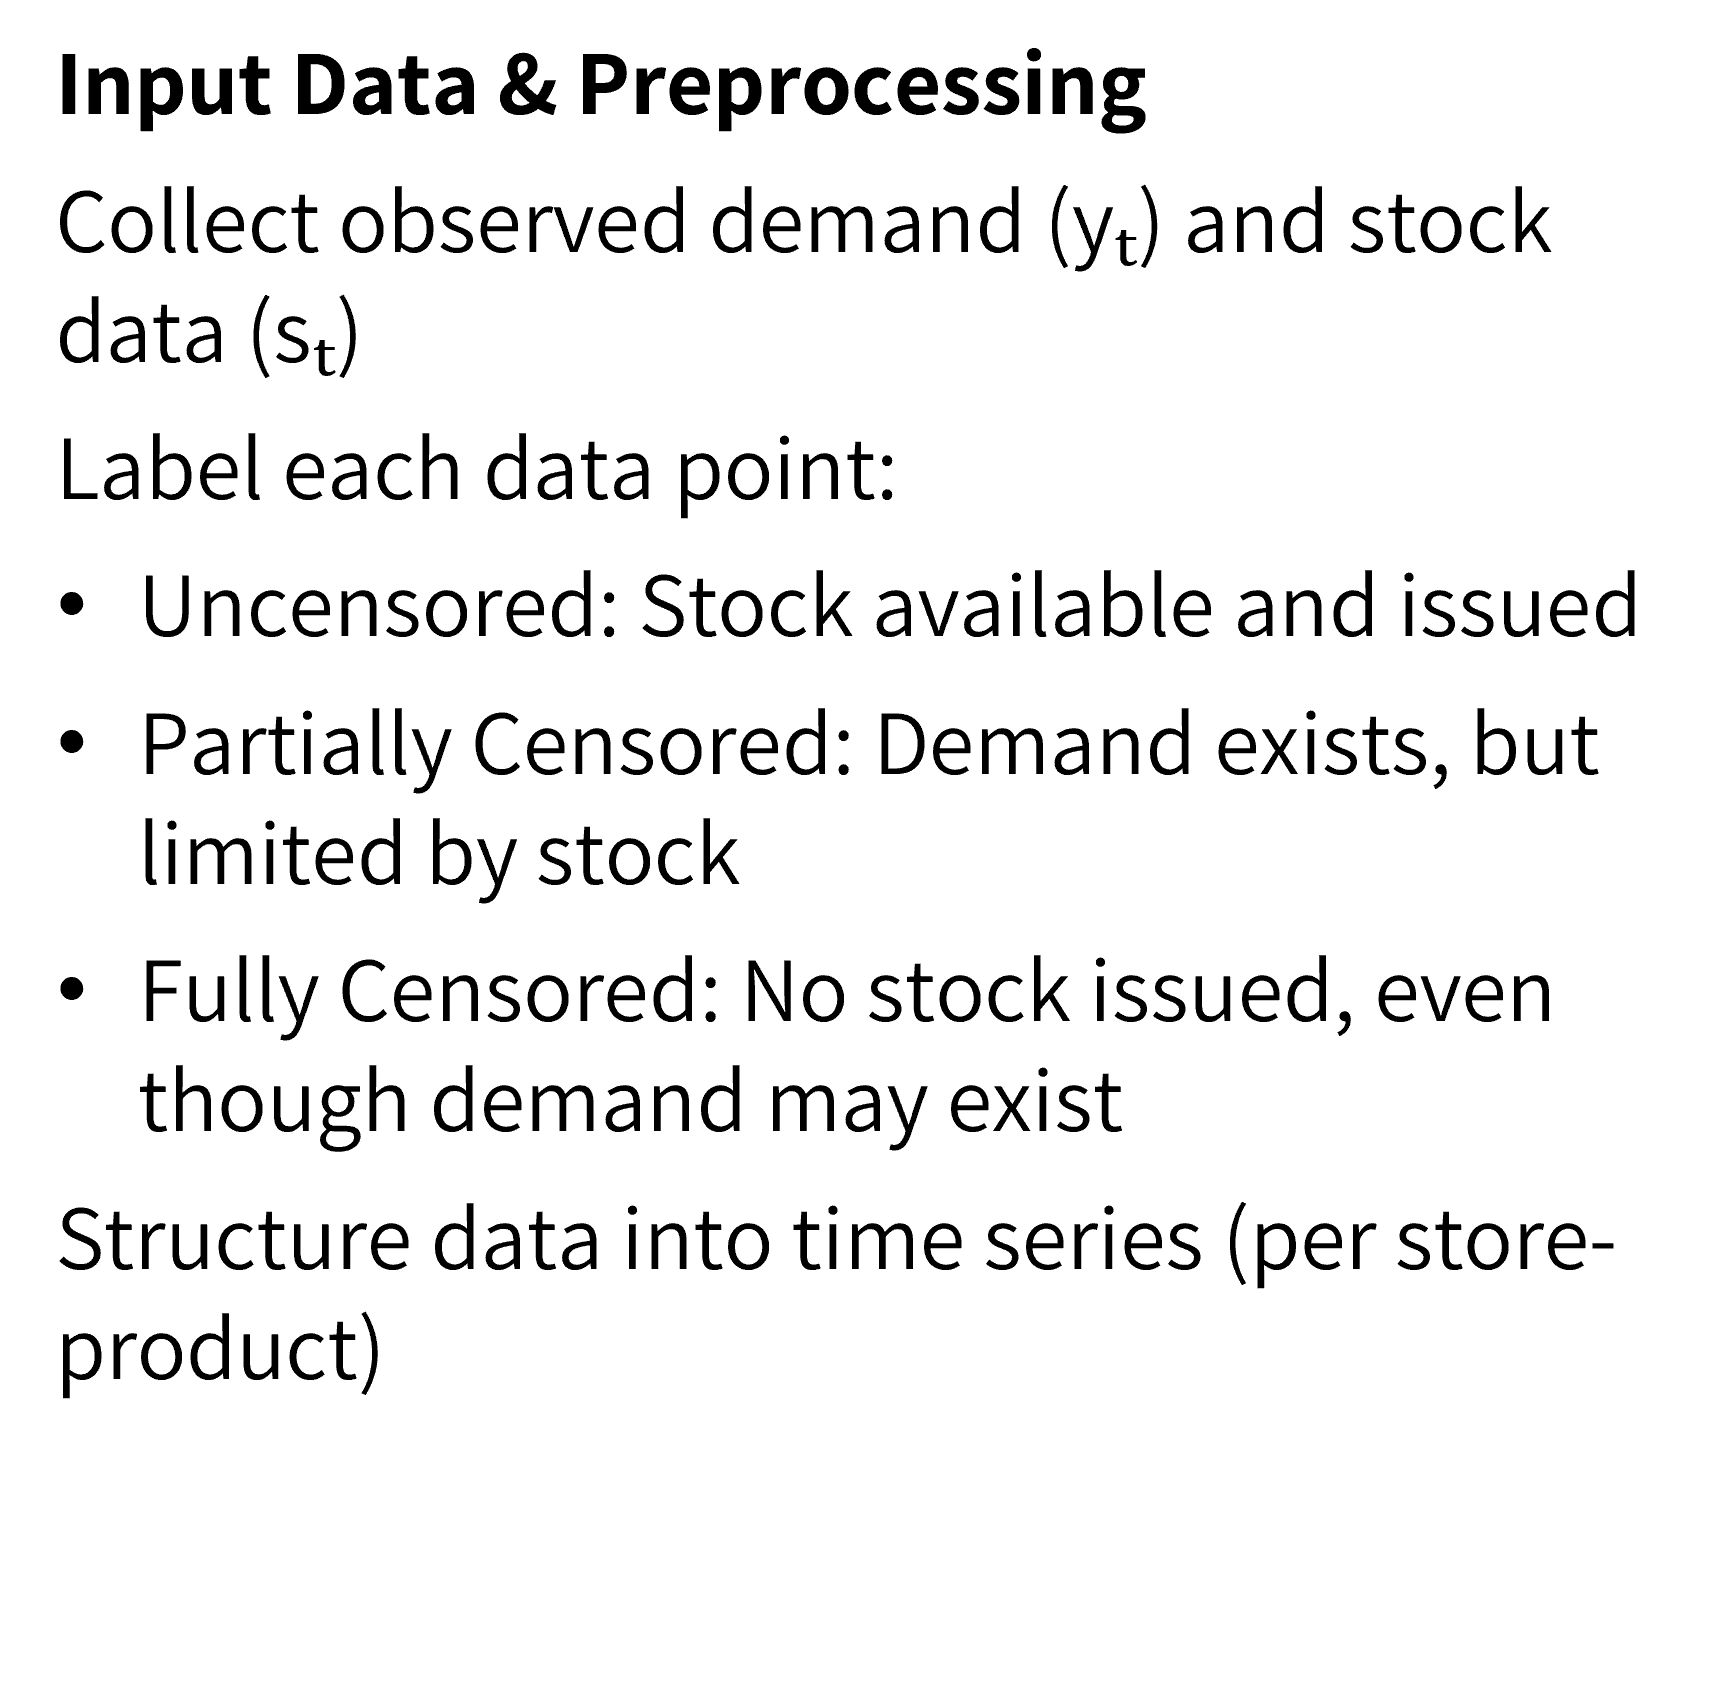 Input Data & Preprocessing
Collect observed demand (yₜ) and stock
data (sₜ)
Label each data point:
• Uncensored: Stock available and issued
• Partially Censored: Demand exists, but
limited by stock
• Fully Censored: No stock issued, even
though demand may exist
Structure data into time series (per store-
product)